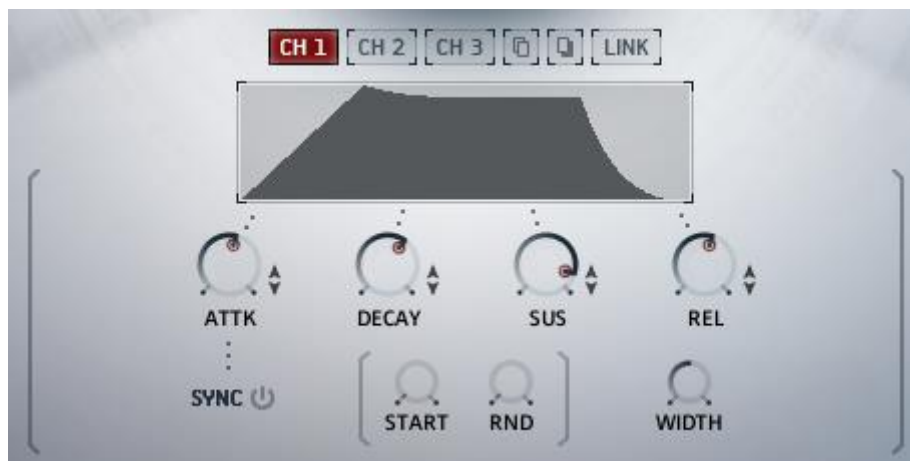 CH 1 CH 2 CH 3 LINK
ATTK DECAY SUS REL
SYNC
START RND WIDTH